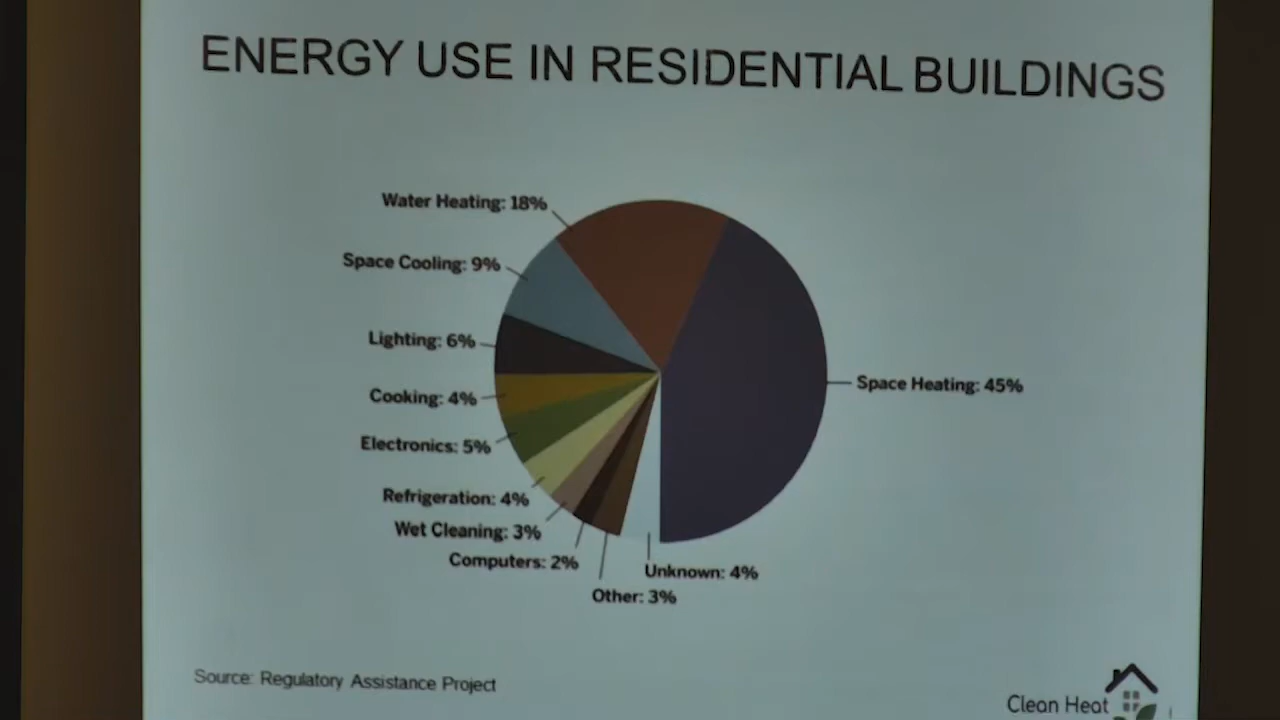 ENERGY USE IN RESIDENTIAL BUILDINGS
Water Heating: 18%
Space Cooling: 9%
Lighting: 6%
Space Heating: 45%
Cooking: 4%
Electronics: 5%
Refrigeration: 4%
Wet Cleaning: 3%
Computers: 2%
Unknown: 4%
Other: 3%
Source: Regulatory Assistance Project
Clean Heat